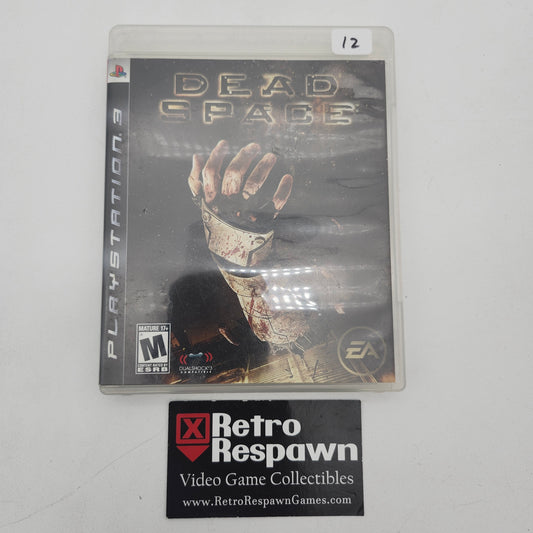 12
DEAD
SPACE
PLAYSTATION 3
MATURE 17+
M
CONTENT RATED BY
ESRB
DUALSHOCK 3
COMPATIBLE
EA
X Retro
Respawn
Video Game Collectibles
www.RetroRespawnGames.com